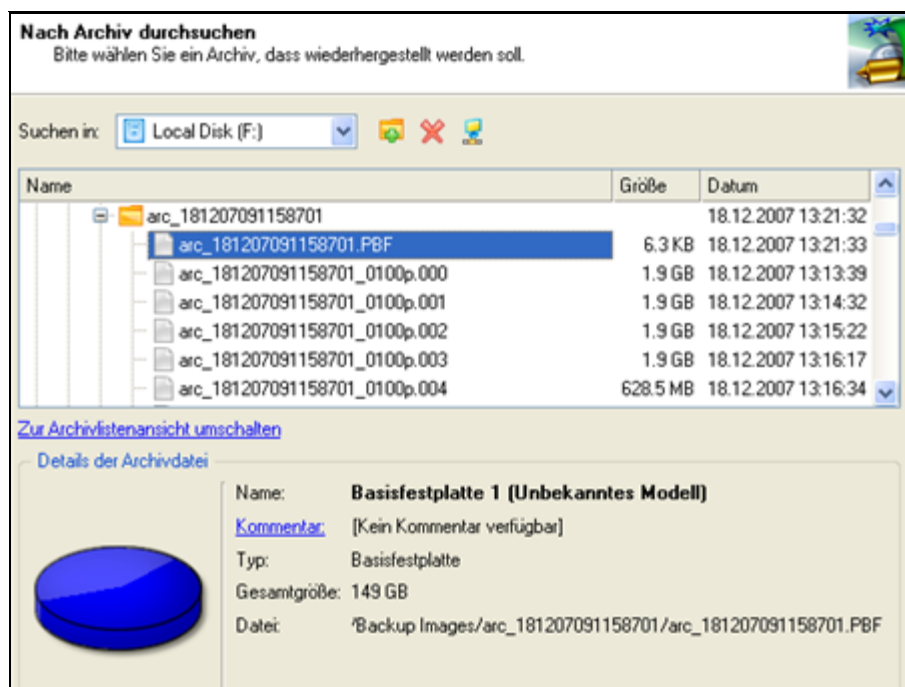 Nach Archiv durchsuchen
Bitte wählen Sie ein Archiv, dass wiederhergestellt werden soll.
Suchen in: Local Disk (F:)
Name Größe Datum
arc_181207091158701 18.12.2007 13:21:32
arc_181207091158701.PBF 6.3 KB 18.12.2007 13:21:33
arc_181207091158701_0100p.000 1.9 GB 18.12.2007 13:13:39
arc_181207091158701_0100p.001 1.9 GB 18.12.2007 13:14:32
arc_181207091158701_0100p.002 1.9 GB 18.12.2007 13:15:22
arc_181207091158701_0100p.003 1.9 GB 18.12.2007 13:16:17
arc_181207091158701_0100p.004 628.5 MB 18.12.2007 13:16:34
Zur Archivlistenansicht umschalten
Details der Archivdatei
Name: Basisfestplatte 1 (Unbekanntes Modell)
Kommentar: [Kein Kommentar verfügbar]
Typ: Basisfestplatte
Gesamtgröße: 149 GB
Datei: 'Backup Images/arc_181207091158701/arc_181207091158701.PBF